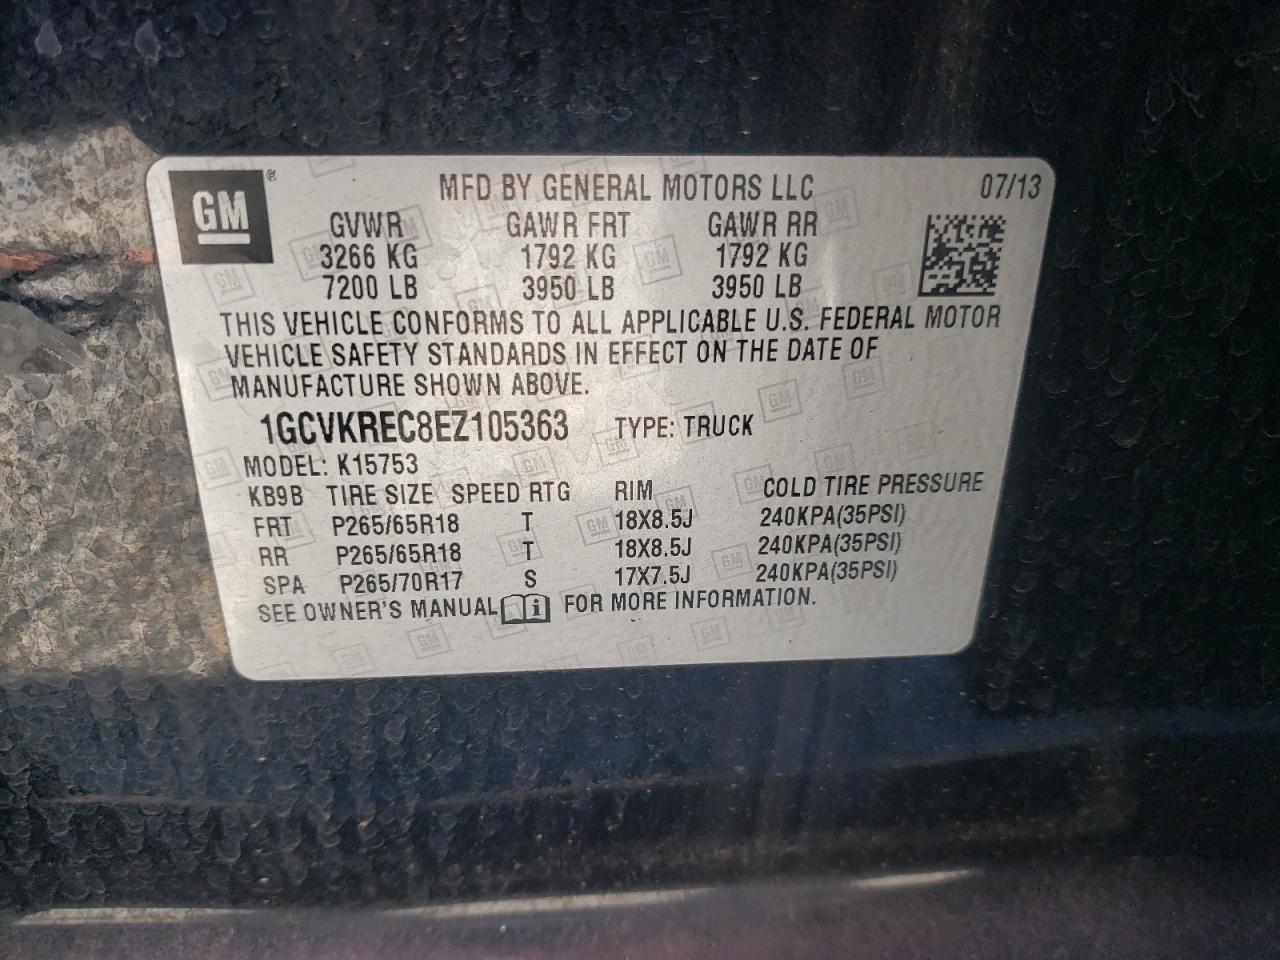 GM® MFD BY GENERAL MOTORS LLC 07/13
GVWR GAWR FRT GAWR RR
3266 KG 1792 KG 1792 KG
7200 LB 3950 LB 3950 LB
THIS VEHICLE CONFORMS TO ALL APPLICABLE U.S. FEDERAL MOTOR
VEHICLE SAFETY STANDARDS IN EFFECT ON THE DATE OF
MANUFACTURE SHOWN ABOVE.
1GCVKREC8EZ105363 TYPE: TRUCK
MODEL: K15753
KB9B TIRE SIZE SPEED RTG RIM COLD TIRE PRESSURE
FRT P265/65R18 T 18X8.5J 240KPA(35PSI)
RR P265/65R18 T 18X8.5J 240KPA(35PSI)
SPA P265/70R17 S 17X7.5J 240KPA(35PSI)
SEE OWNER'S MANUAL i FOR MORE INFORMATION.